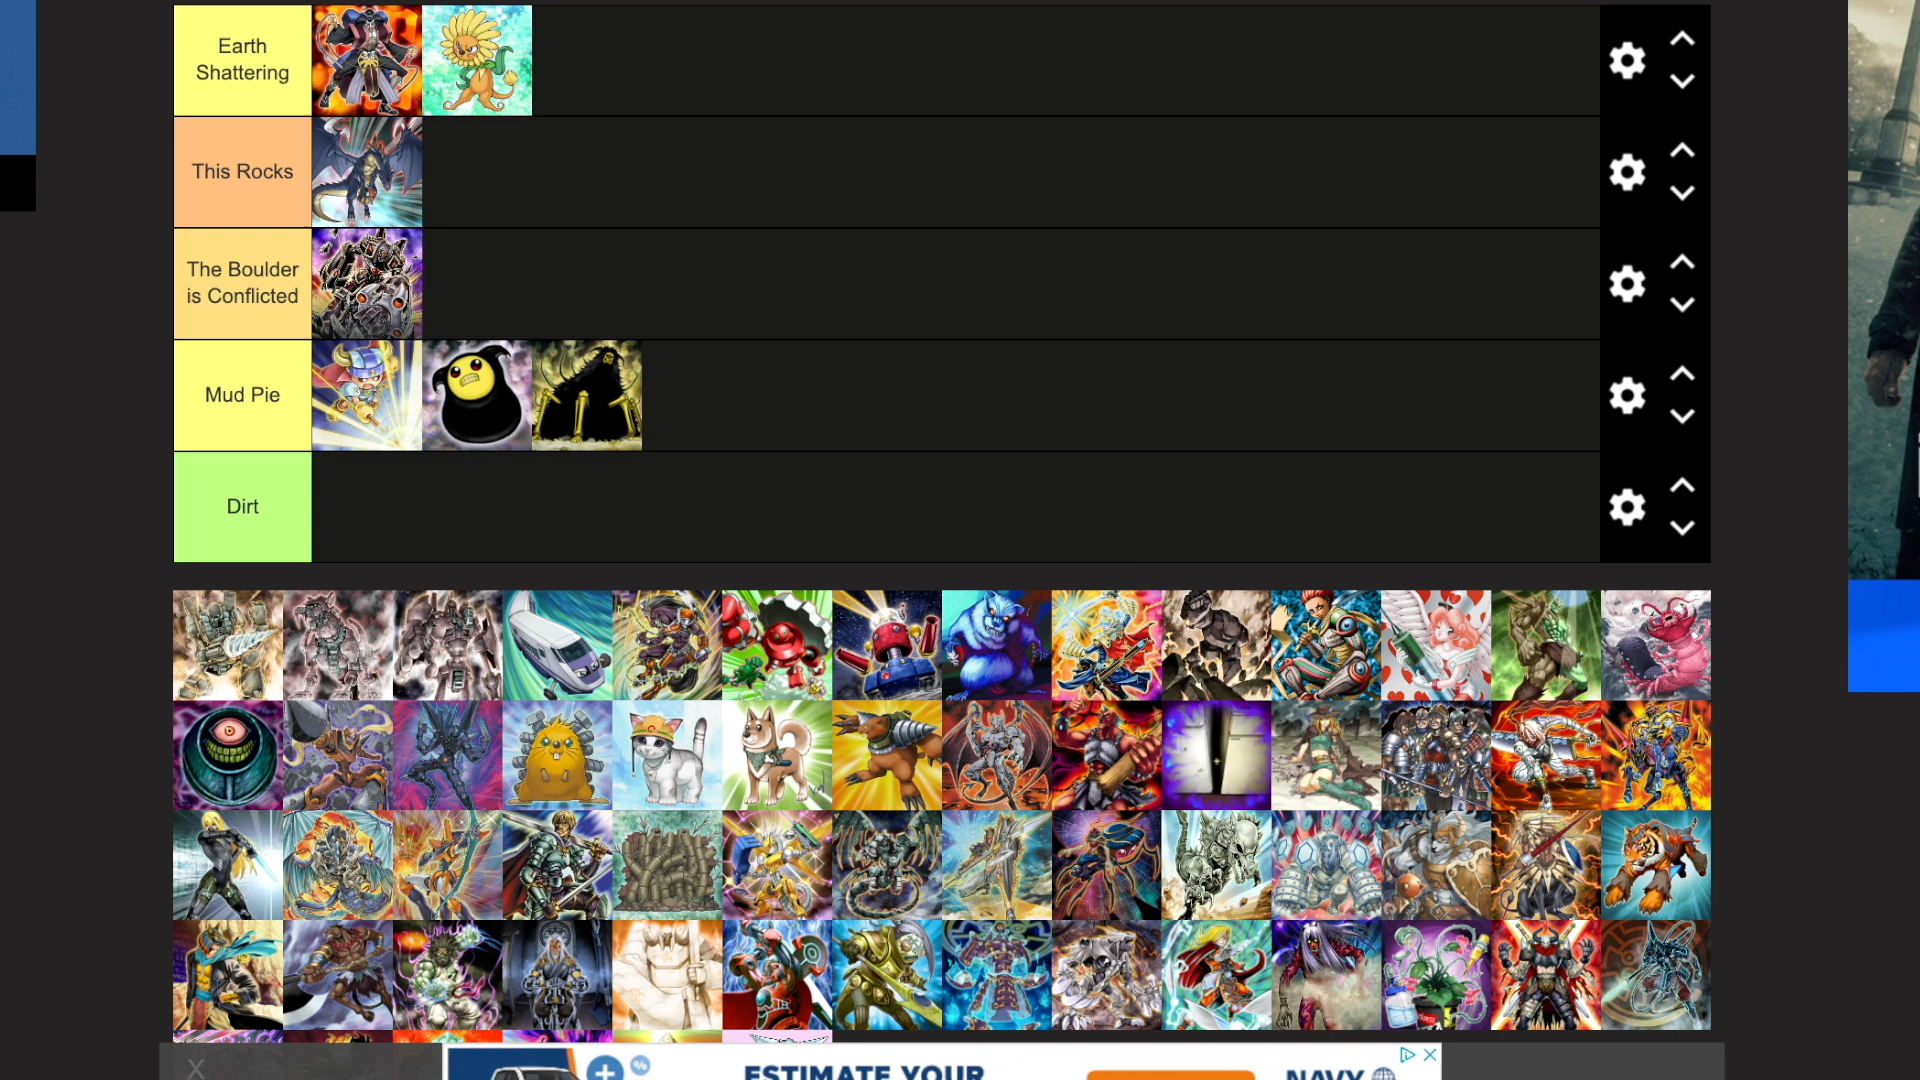 Earth
Shattering
This Rocks
The Boulder
is Conflicted
Mud Pie
Dirt
X
ESTIMATE YOUR
NAVY